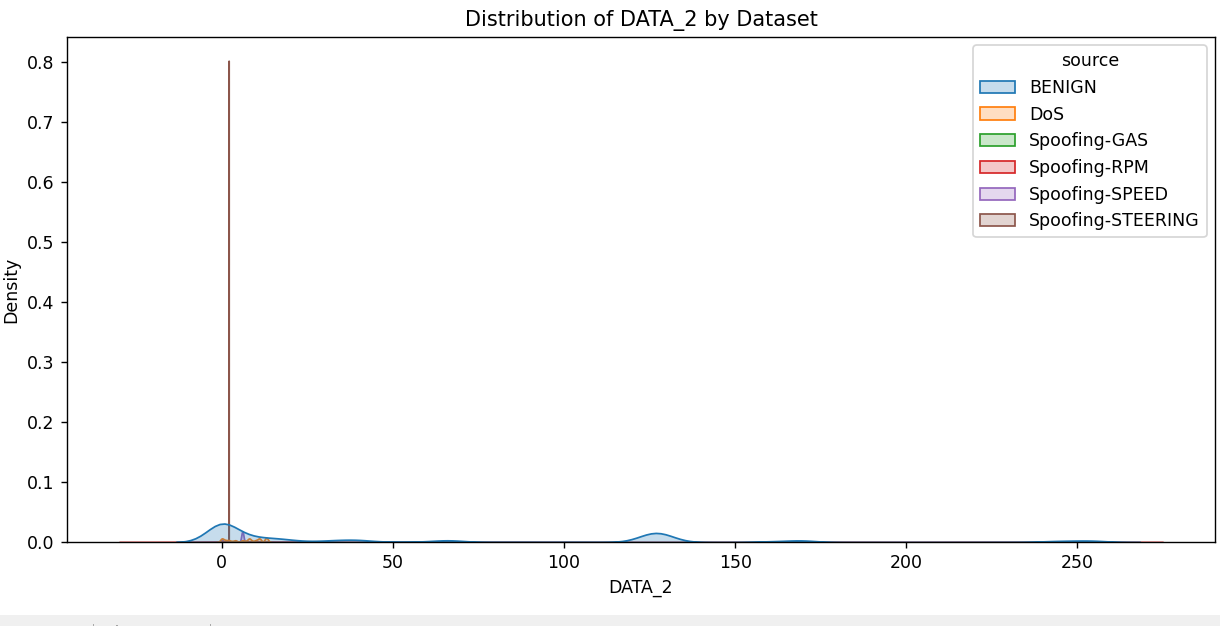 Distribution of DATA_2 by Dataset
source
BENIGN
DoS
Spoofing-GAS
Spoofing-RPM
Spoofing-SPEED
Spoofing-STEERING
Density
0.8
0.7
0.6
0.5
0.4
0.3
0.2
0.1
0.0
0 50 100 150 200 250
DATA_2